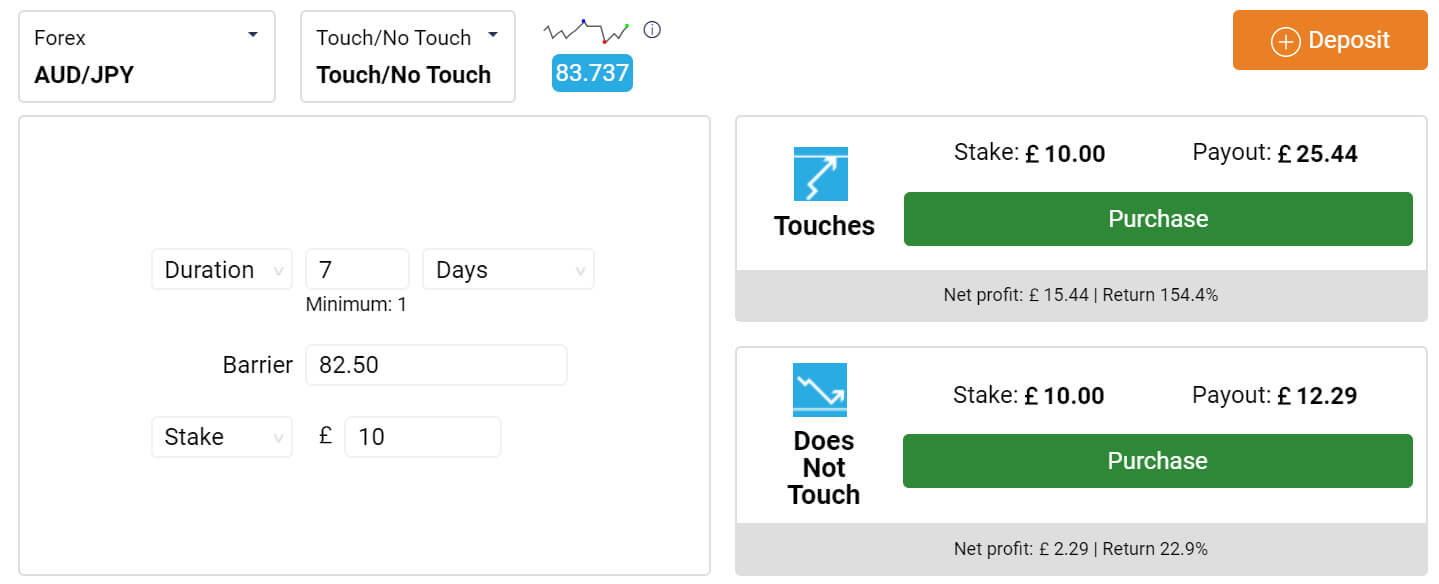 Forex
AUD/JPY
Touch/No Touch
Touch/No Touch
83.737
Deposit
Duration 7 Days
Minimum: 1
Barrier 82.50
Stake £ 10
Touches
Stake: £ 10.00 Payout: £ 25.44
Purchase
Net profit: £ 15.44 | Return 154.4%
Does
Not
Touch
Stake: £ 10.00 Payout: £ 12.29
Purchase
Net profit: £ 2.29 | Return 22.9%